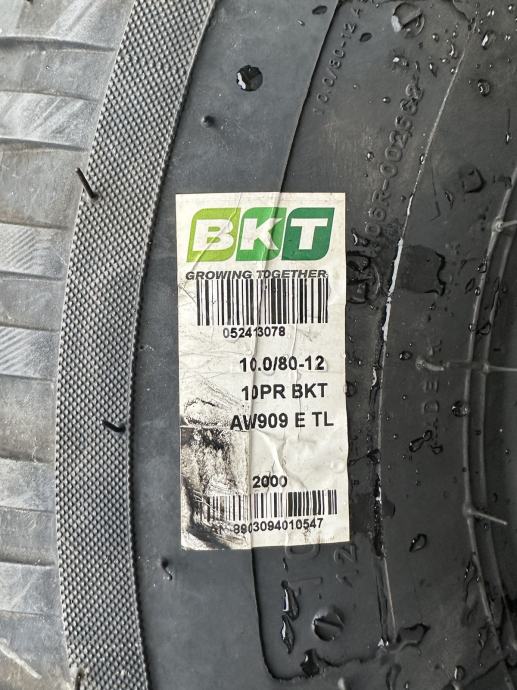 BKT
GROWING TOGETHER
052413078
10.0/80-12
10PR BKT
AW909 E TL
2000
8903094010547